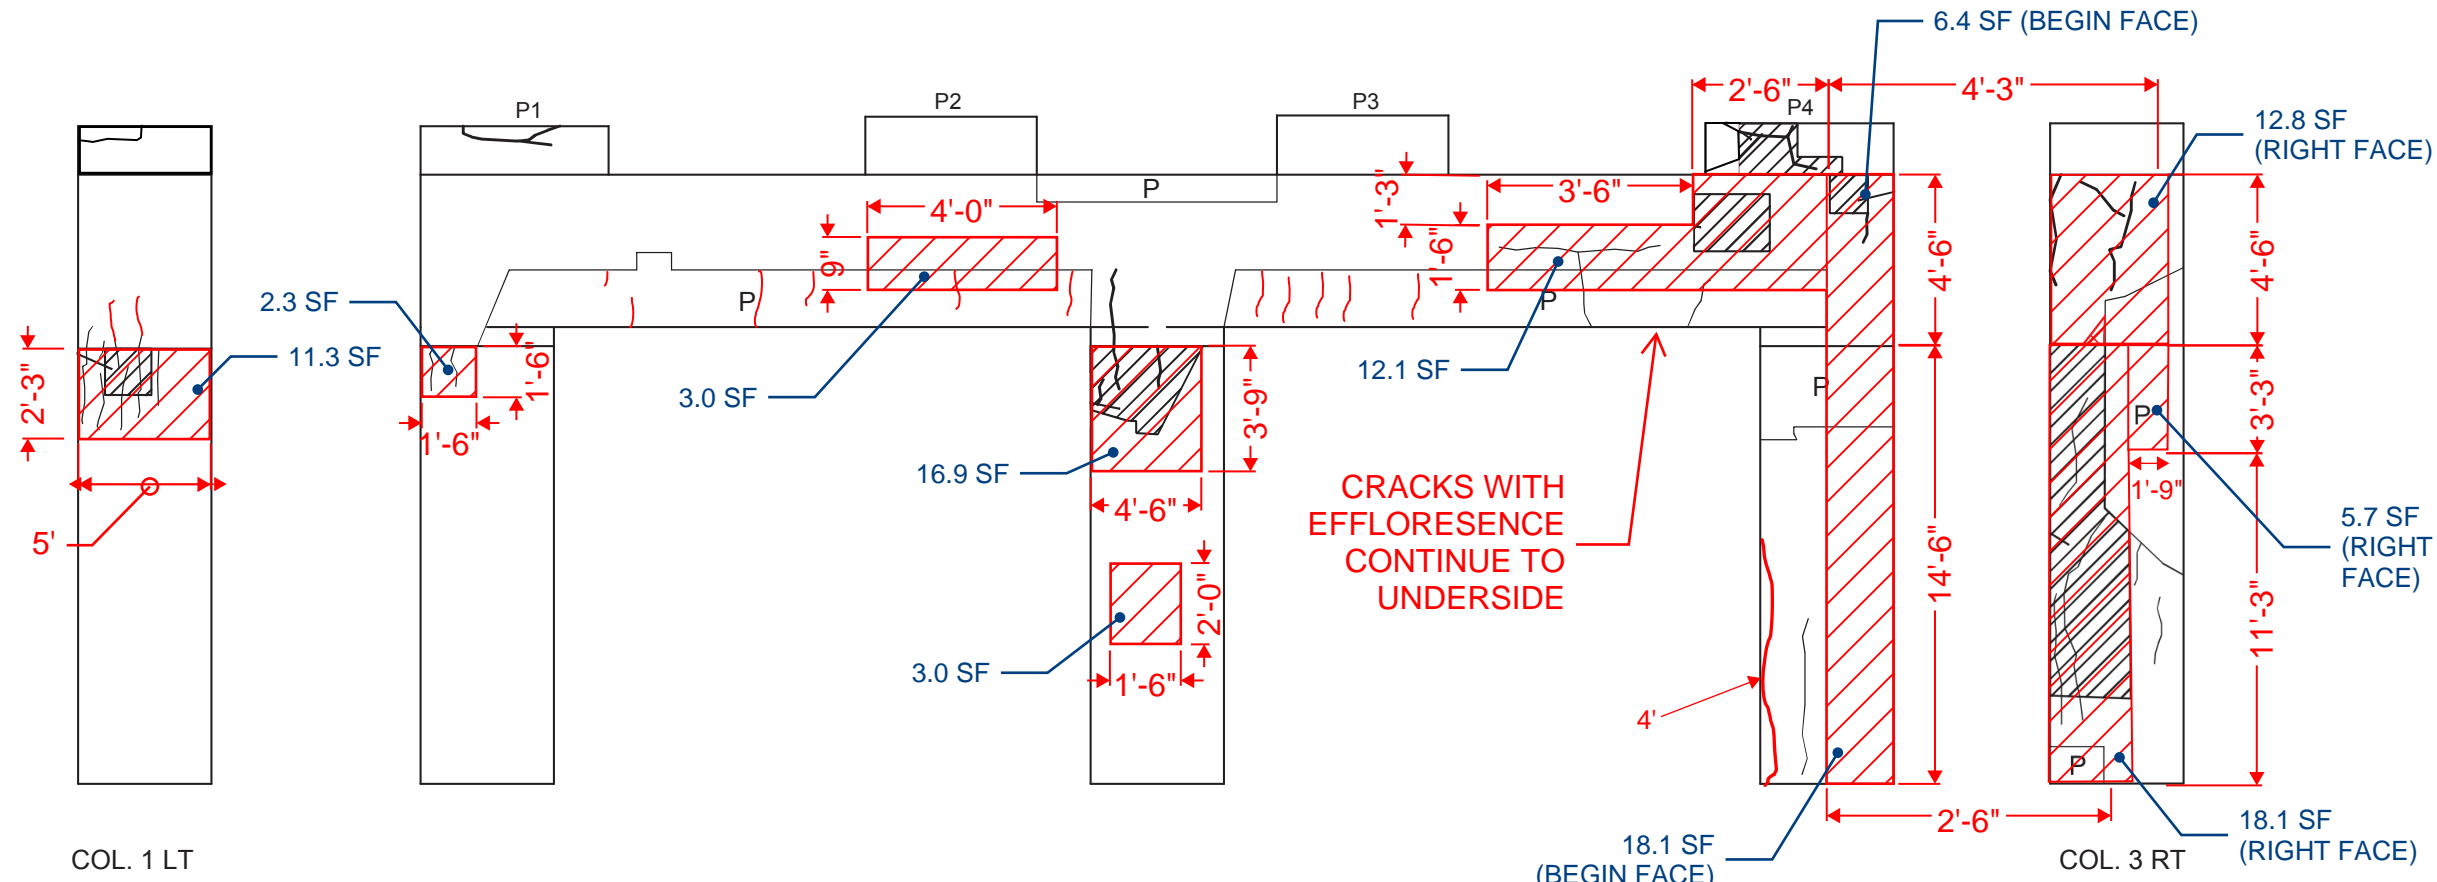 6.4 SF (BEGIN FACE)
2'-6"
4'-3"
P1
P2
P3
P4
12.8 SF
(RIGHT FACE)
P
1'-3"
3'-6"
4'-0"
9"
1'-6"
4'-6"
4'-6"
2.3 SF
P
P
11.3 SF
2'-3"
1'-6"
1'-6"
3.0 SF
12.1 SF
P
3'-9"
3'-3"
P
16.9 SF
4'-6"
1'-9"
5'
CRACKS WITH
EFFLORESENCE
CONTINUE TO
UNDERSIDE
14'-6"
5.7 SF
(RIGHT
FACE)
2'-0"
11'-3"
3.0 SF
1'-6"
4'
P
2'-6"
18.1 SF
(BEGIN FACE)
18.1 SF
(RIGHT FACE)
COL. 1 LT
COL. 3 RT